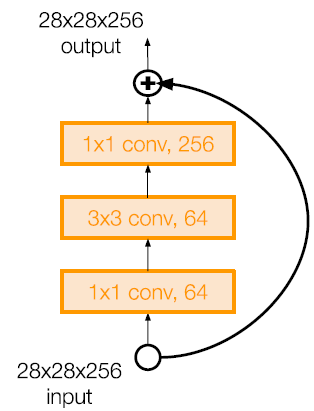 28x28x256
output
+
1x1 conv, 256
3x3 conv, 64
1x1 conv, 64
28x28x256
input